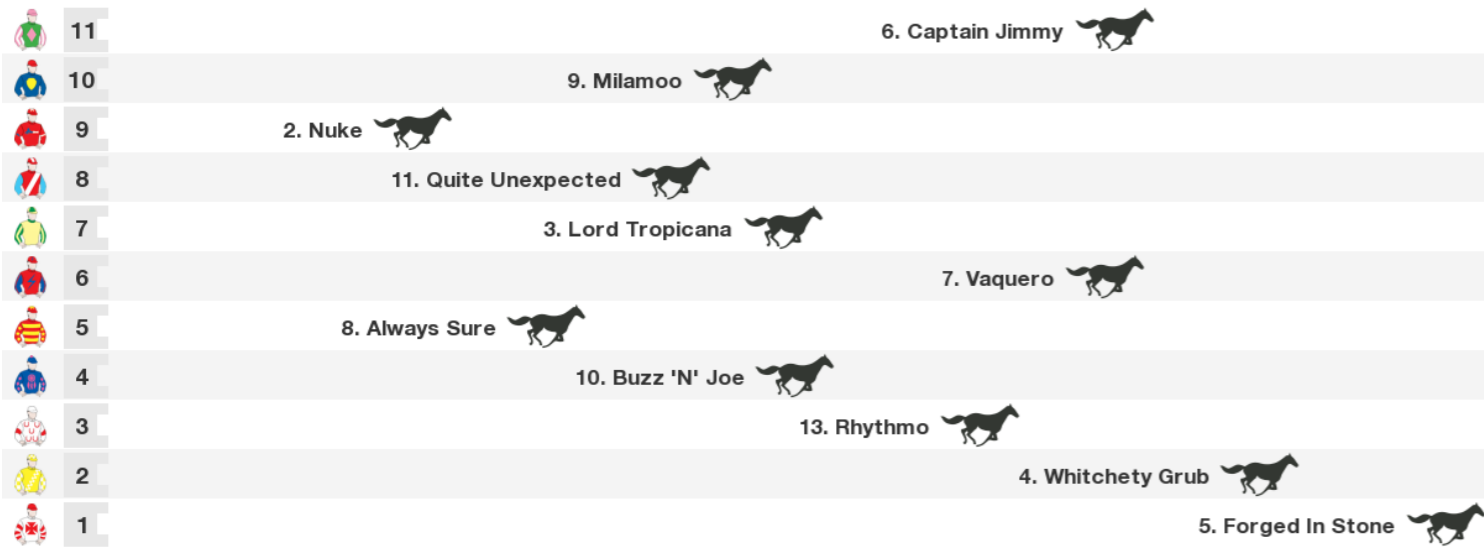 11 6. Captain Jimmy
10 9. Milamoo
9 2. Nuke
8 11. Quite Unexpected
7 3. Lord Tropicana
6 7. Vaquero
5 8. Always Sure
4 10. Buzz 'N' Joe
3 13. Rhythmo
2 4. Whitchety Grub
1 5. Forged In Stone